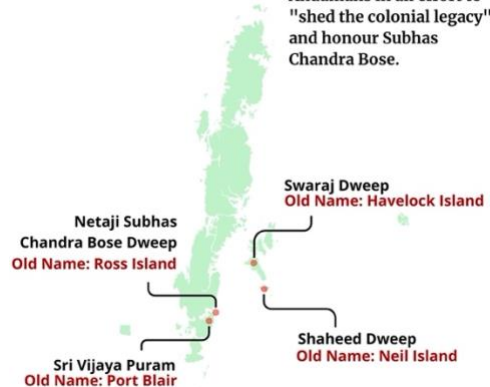 "shed the colonial legacy"
and honour Subhas
Chandra Bose.
Swaraj Dweep
Old Name: Havelock Island
Netaji Subhas
Chandra Bose Dweep
Old Name: Ross Island
Shaheed Dweep
Old Name: Neil Island
Sri Vijaya Puram
Old Name: Port Blair